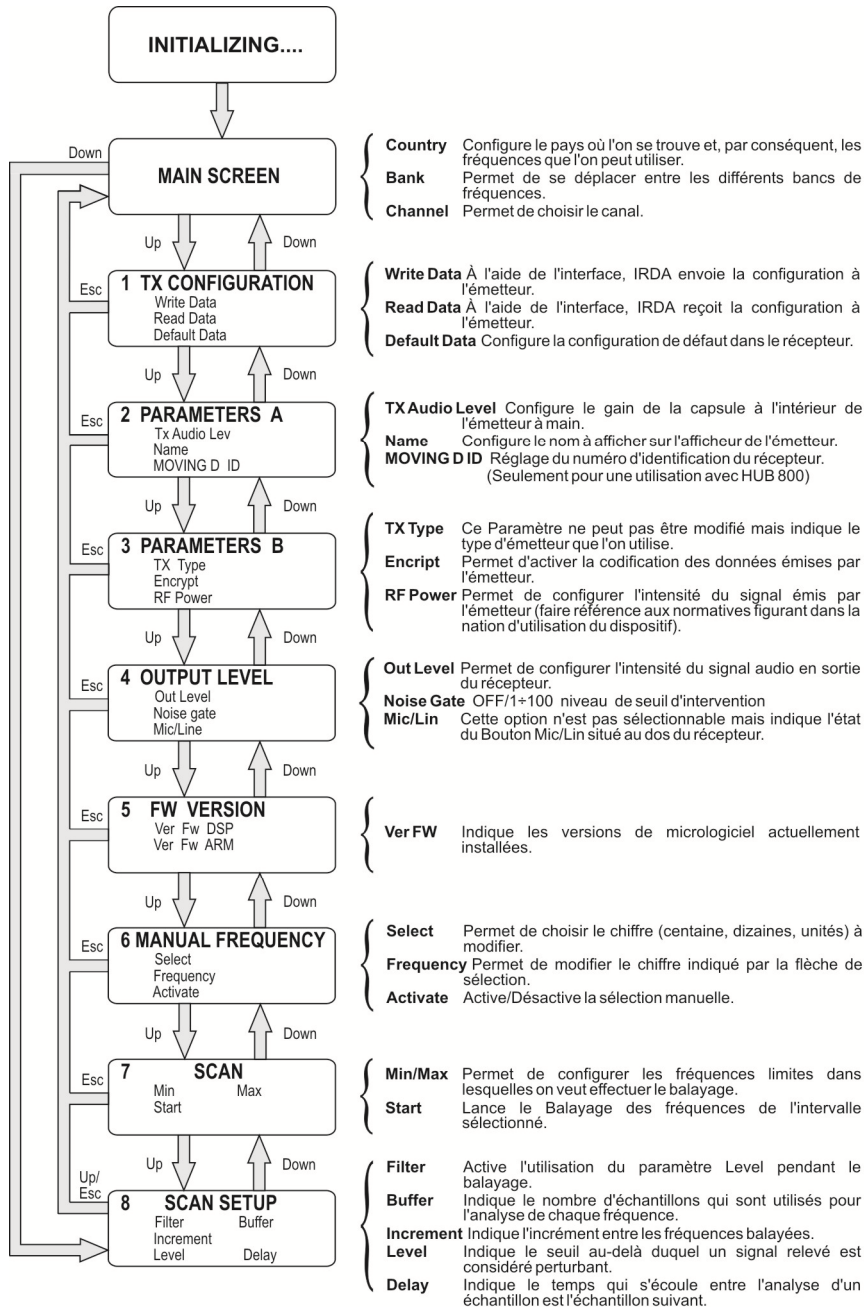 INITIALIZING....
Down
MAIN SCREEN
Country Configure le pays où l'on se trouve et, par conséquent, les
fréquences que l'on peut utiliser.
Bank Permet de se déplacer entre les différents bancs de
fréquences.
Channel Permet de choisir le canal.
Up Down
Esc
1 TX CONFIGURATION
Write Data
Read Data
Default Data
Write Data À l'aide de l'interface, IRDA envoie la configuration à
l'émetteur.
Read Data À l'aide de l'interface, IRDA reçoit la configuration à
l'émetteur.
Default Data Configure la configuration de défaut dans le récepteur.
Up Down
Esc
2 PARAMETERS A
Tx Audio Lev
Name
MOVING D ID
TX Audio Level Configure le gain de la capsule à l'intérieur de
l'émetteur à main.
Name Configure le nom à afficher sur l'afficheur de l'émetteur.
MOVING D ID Réglage du numéro d'identification du récepteur.
(Seulement pour une utilisation avec HUB 800)
Up Down
Esc
3 PARAMETERS B
TX Type
Encrypt
RF Power
TX Type Ce Paramètre ne peut pas être modifié mais indique le
type d'émetteur que l'on utilise.
Encript Permet d'activer la codification des données émises par
l'émetteur.
RF Power Permet de configurer l'intensité du signal émis par
l'émetteur (faire référence aux normatives figurant dans la
nation d'utilisation du dispositif).
Up Down
Esc
4 OUTPUT LEVEL
Out Level
Noise gate
Mic/Line
Out Level Permet de configurer l'intensité du signal audio en sortie
du récepteur.
Noise Gate OFF/1÷100 niveau de seuil d'intervention
Mic/Lin Cette option n'est pas sélectionnable mais indique l'état
du Bouton Mic/Lin situé au dos du récepteur.
Up Down
Esc
5 FW VERSION
Ver Fw DSP
Ver Fw ARM
Ver FW Indique les versions de micrologiciel actuellement
installées.
Up Down
Esc
6 MANUAL FREQUENCY
Select
Frequency
Activate
Select Permet de choisir le chiffre (centaine, dizaines, unités) à
modifier.
Frequency Permet de modifier le chiffre indiqué par la flèche de
sélection.
Activate Active/Désactive la sélection manuelle.
Up Down
Esc
7 SCAN
Min Max
Start
Min/Max Permet de configurer les fréquences limites dans
lesquelles on veut effectuer le balayage.
Start Lance le Balayage des fréquences de l'intervalle
sélectionné.
Up Down
Up/
Esc
8 SCAN SETUP
Filter Buffer
Increment
Level Delay
Filter Active l'utilisation du paramètre Level pendant le
balayage.
Buffer Indique le nombre d'échantillons qui sont utilisés pour
l'analyse de chaque fréquence.
Increment Indique l'incrément entre les fréquences balayées.
Level Indique le seuil au-delà duquel un signal relevé est
considéré perturbant.
Delay Indique le temps qui s'écoule entre l'analyse d'un
échantillon est l'échantillon suivant.